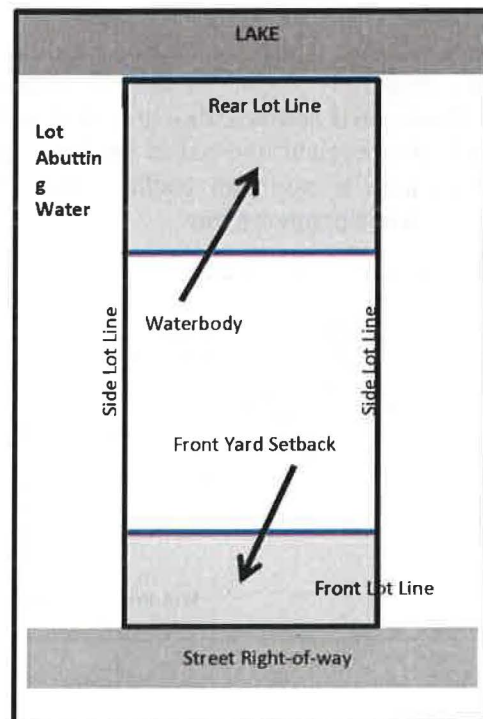 LAKE
Rear Lot Line
Lot
Abuttin
g
Water
Waterbody
Side Lot Line
Side Lot Line
Front Yard Setback
Front Lot Line
Street Right-of-way